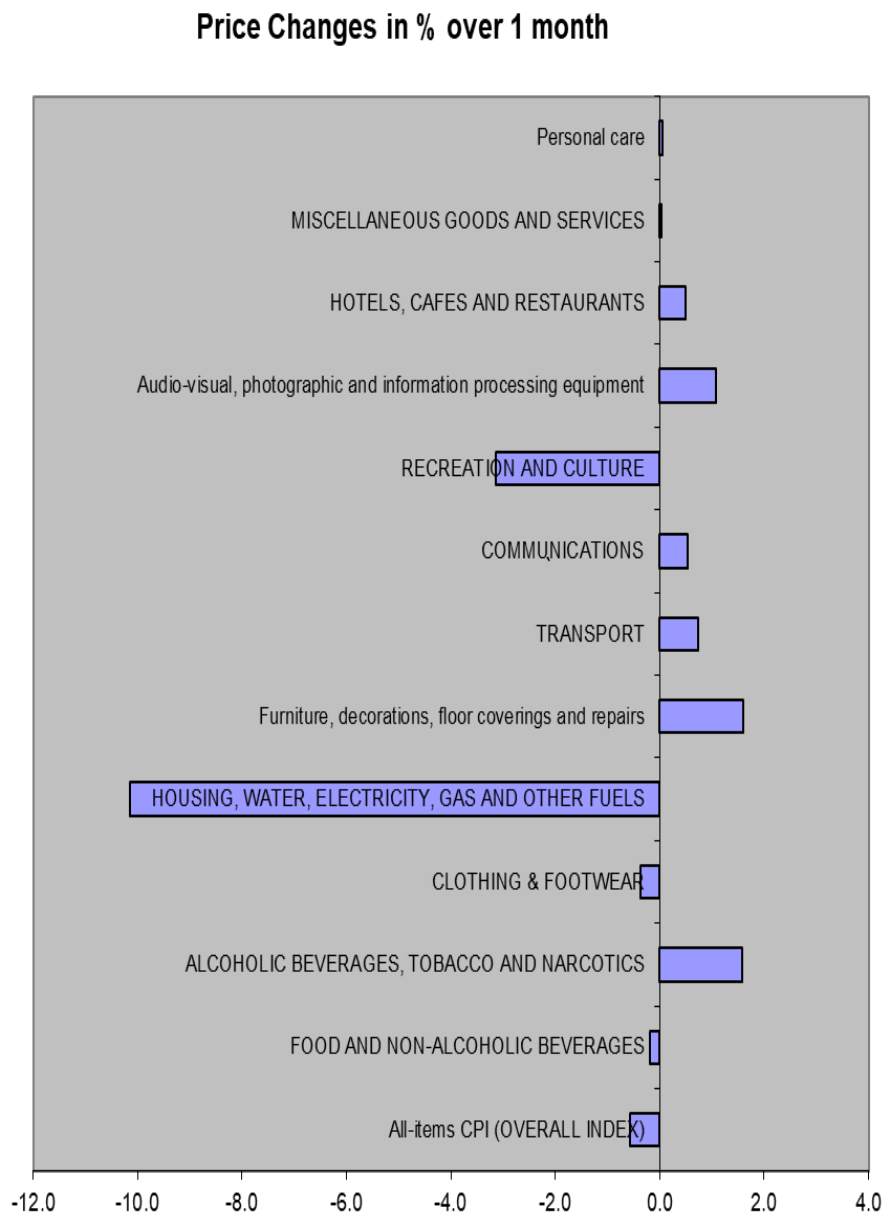 Price Changes in % over 1 month
Personal care
MISCELLANEOUS GOODS AND SERVICES
HOTELS, CAFES AND RESTAURANTS
Audio-visual, photographic and information processing equipment
RECREATION AND CULTURE
COMMUNICATIONS
TRANSPORT
Furniture, decorations, floor coverings and repairs
HOUSING, WATER, ELECTRICITY, GAS AND OTHER FUELS
CLOTHING & FOOTWEAR
ALCOHOLIC BEVERAGES, TOBACCO AND NARCOTICS
FOOD AND NON-ALCOHOLIC BEVERAGES
All-items CPI (OVERALL INDEX)
-12.0 -10.0 -8.0 -6.0 -4.0 -2.0 0.0 2.0 4.0